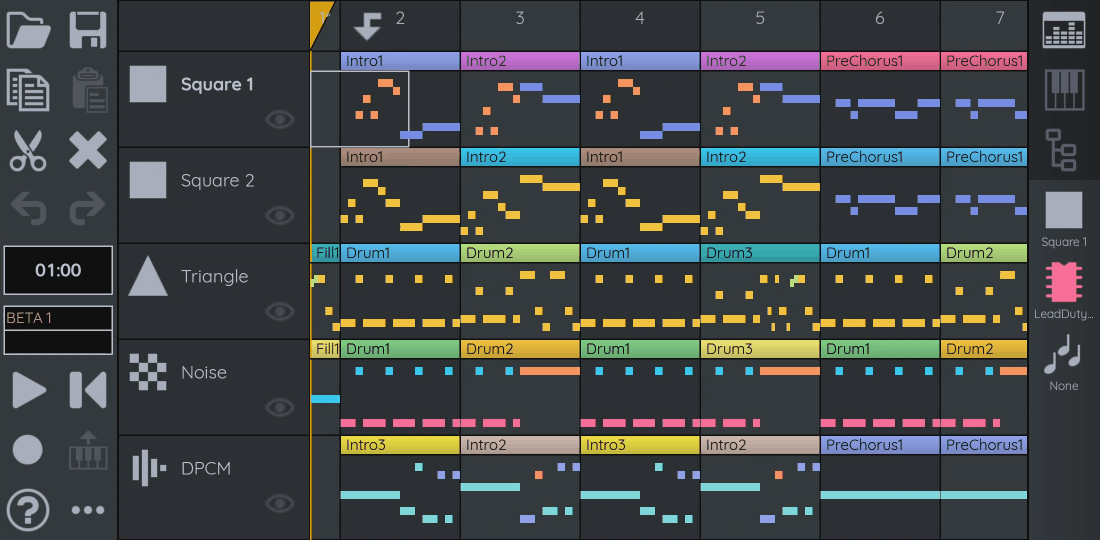 1 2 3 4 5 6 7
Intro1 Intro2 Intro1 Intro2 PreChorus1 PreChorus1
Square 1
Intro1 Intro2 Intro1 Intro2 PreChorus1 PreChorus1
Square 2
Fill1 Drum1 Drum2 Drum1 Drum3 Drum1 Drum2
Triangle
Fill1 Drum1 Drum2 Drum1 Drum3 Drum1 Drum2
Noise
Intro3 Intro2 Intro3 Intro2 PreChorus1 PreChorus1
DPCM
01:00
BETA 1
Square 1
LeadDuty...
None